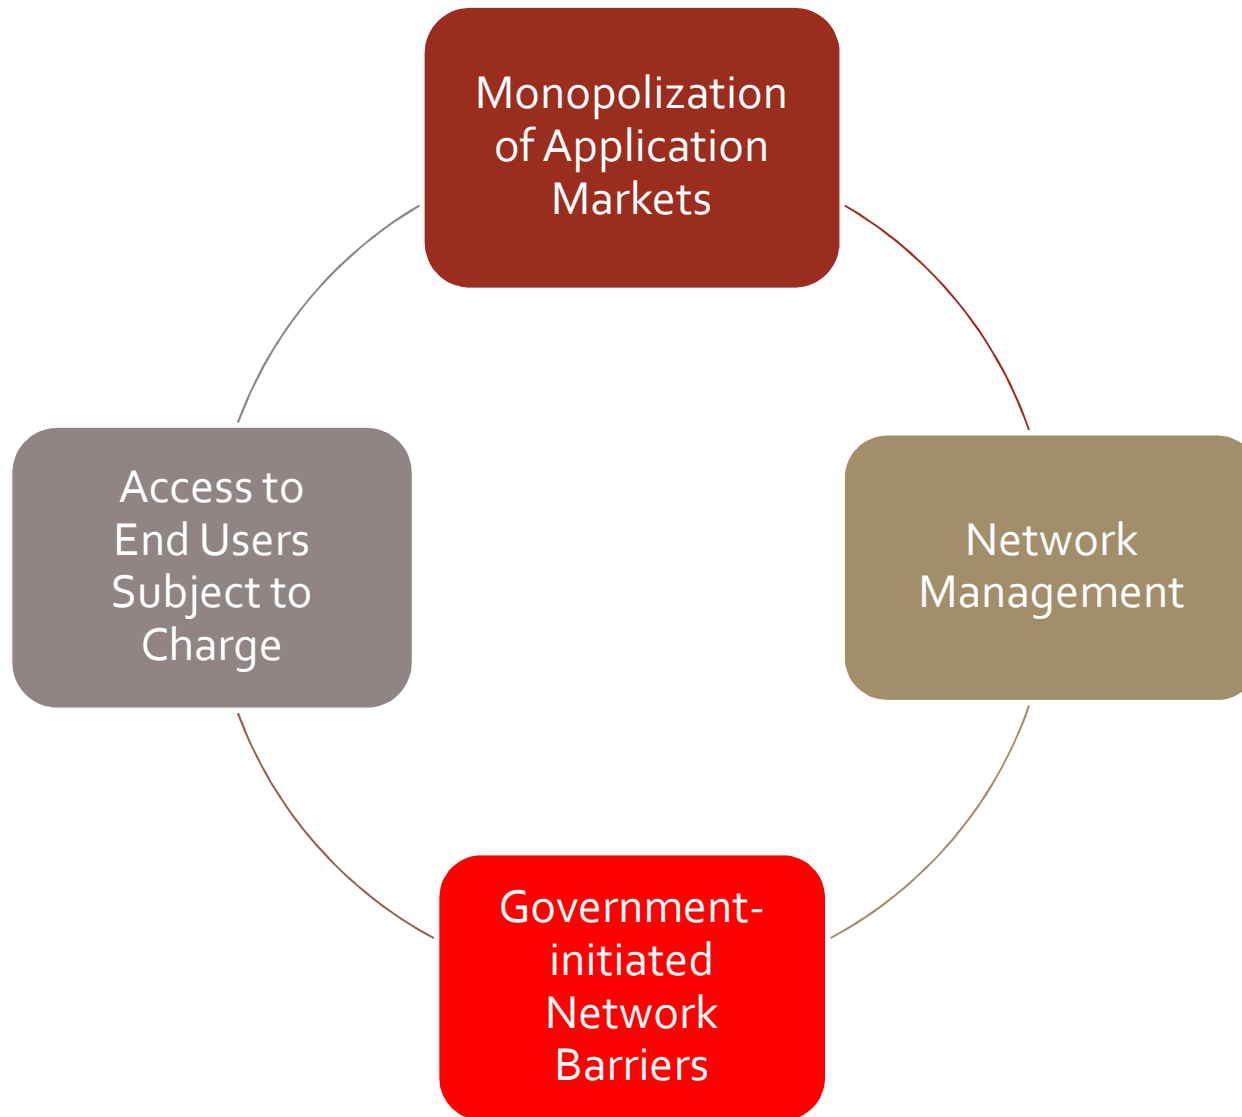 Monopolization
of Application
Markets
Access to
End Users
Subject to
Charge
Network
Management
Government-
initiated
Network
Barriers